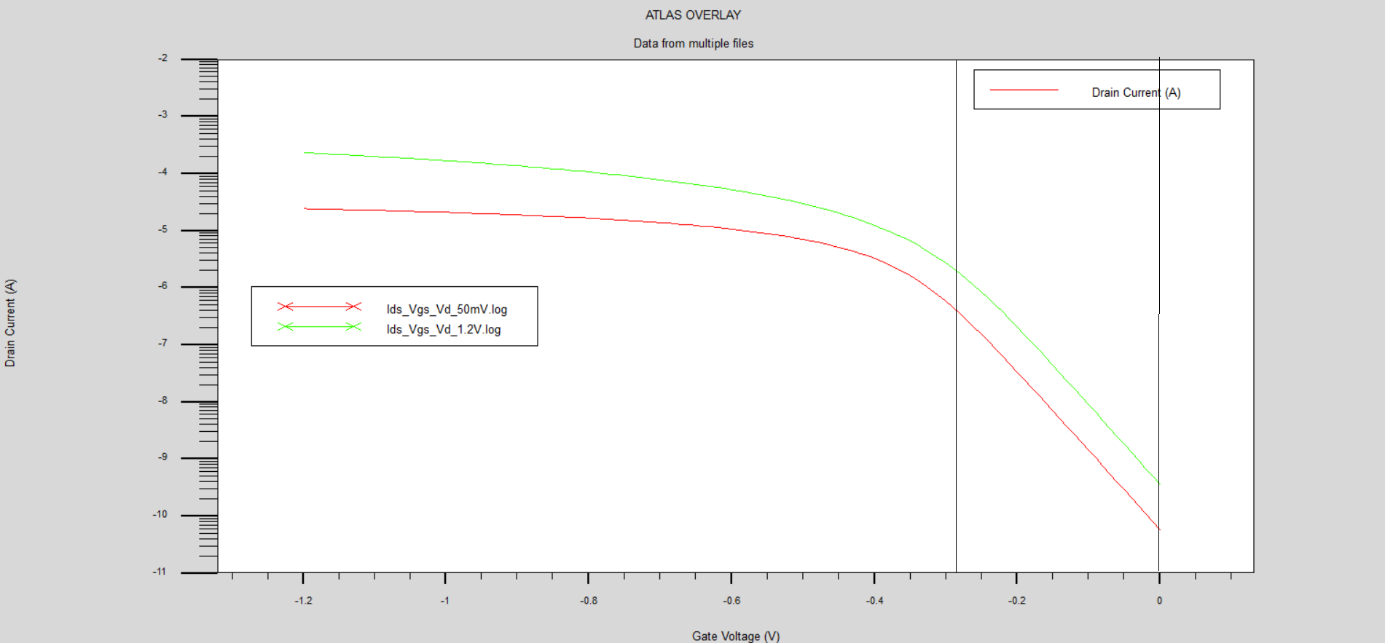 ATLAS OVERLAY
Data from multiple files
Drain Current (A)
-2
-3
-4
-5
-6
-7
-8
-9
-10
-11
Drain Current (A)
Ids_Vgs_Vd_50mV.log
Ids_Vgs_Vd_1.2V.log
-1.2
-1
-0.8
-0.6
-0.4
-0.2
0
Gate Voltage (V)